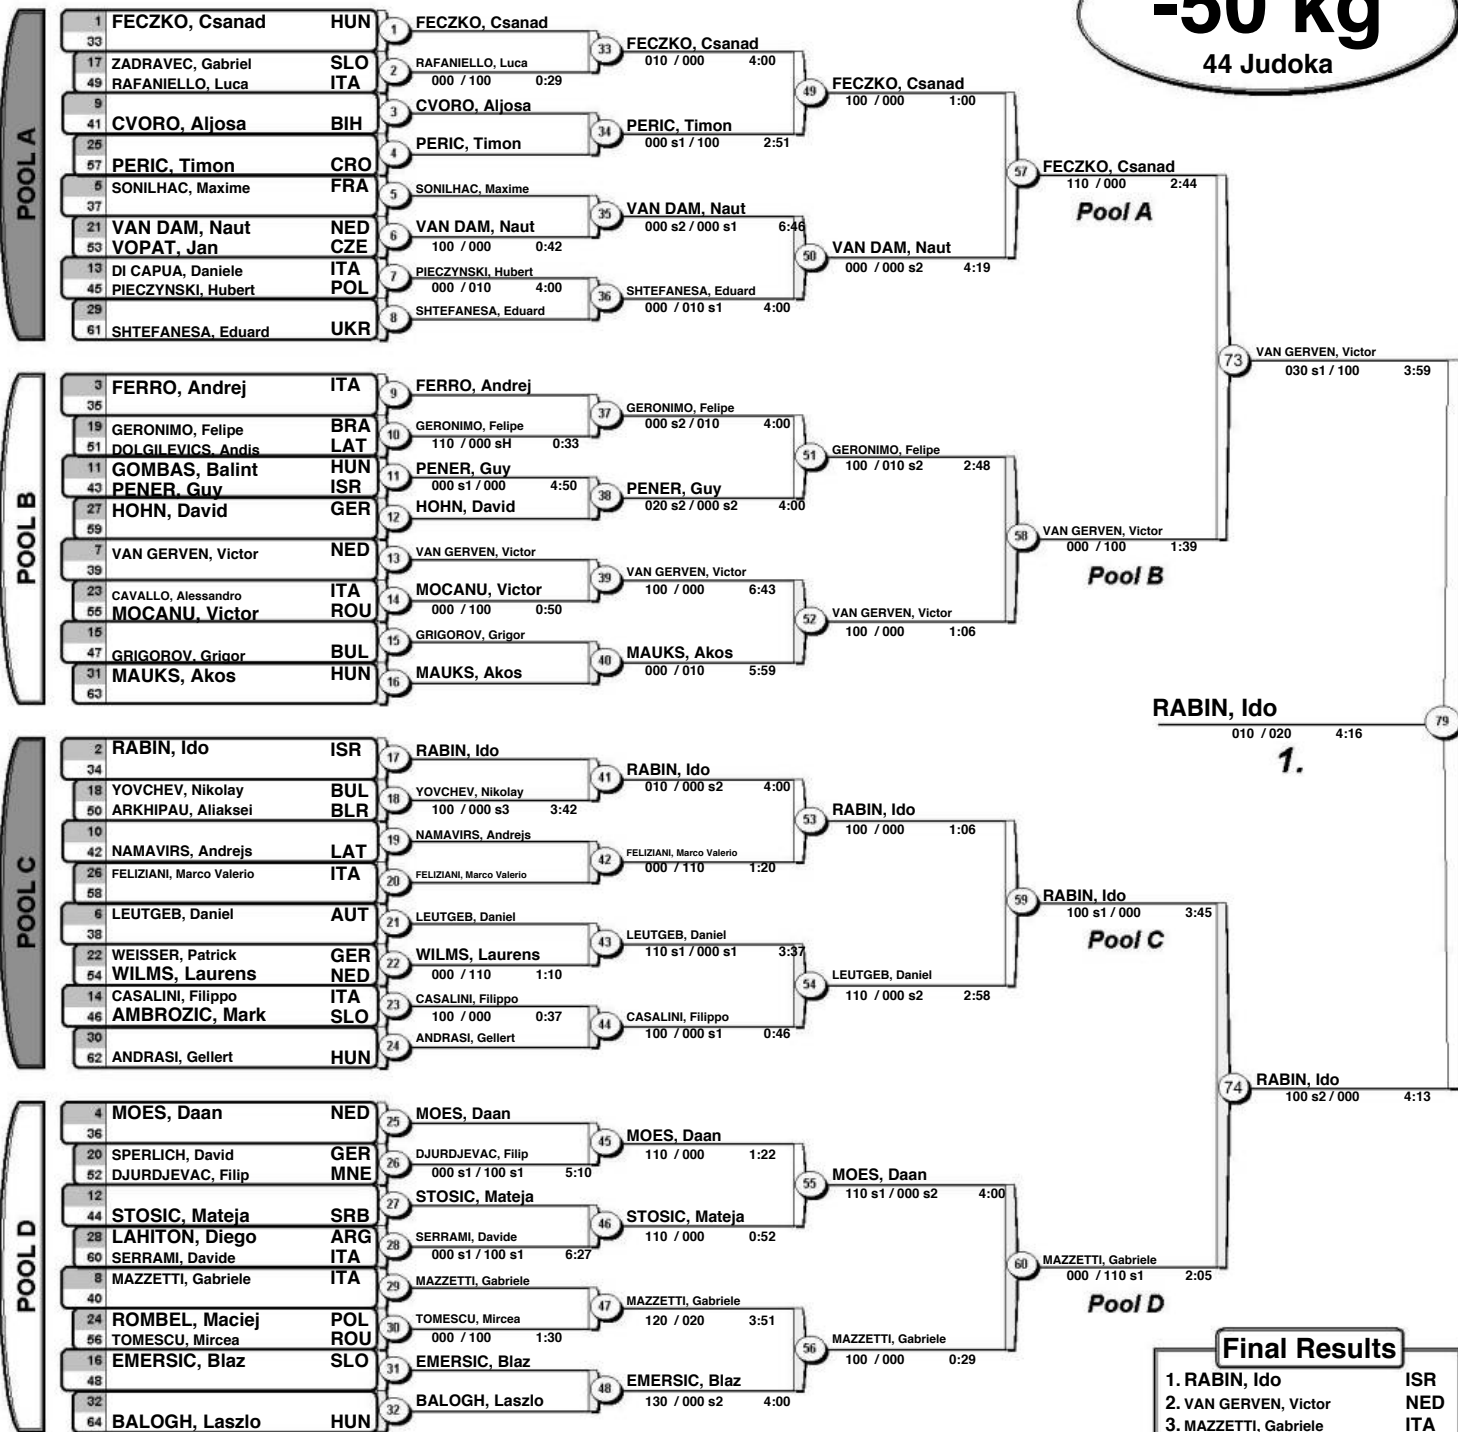 -50 kg
44 Judoka
POOL A
1 FECZKO, Csanad HUN
33
17 ZADRAVEC, Gabriel SLO
49 RAFANIELLO, Luca ITA
9
41 CVORO, Aljosa BIH
25
57 PERIC, Timon CRO
5 SONILHAC, Maxime FRA
37
21 VAN DAM, Naut NED
53 VOPAT, Jan CZE
13 DI CAPUA, Daniele ITA
45 PIECZYNSKI, Hubert POL
29
61 SHTEFANESA, Eduard UKR
1 FECZKO, Csanad
2 RAFANIELLO, Luca
000 / 100 0:29
3 CVORO, Aljosa
4 PERIC, Timon
5 SONILHAC, Maxime
6 VAN DAM, Naut
100 / 000 0:42
7 PIECZYNSKI, Hubert
000 / 010 4:00
8 SHTEFANESA, Eduard
33 FECZKO, Csanad
010 / 000 4:00
34 PERIC, Timon
000 s1 / 100 2:51
35 VAN DAM, Naut
000 s2 / 000 s1 6:46
36 SHTEFANESA, Eduard
000 / 010 s1 4:00
49 FECZKO, Csanad
100 / 000 1:00
50 VAN DAM, Naut
000 / 000 s2 4:19
57 FECZKO, Csanad
110 / 000 2:44
Pool A
POOL B
3 FERRO, Andrej ITA
35
19 GERONIMO, Felipe BRA
51 DOLGILEVICS, Andis LAT
11 GOMBAS, Balint HUN
43 PENER, Guy ISR
27 HOHN, David GER
59
7 VAN GERVEN, Victor NED
39
23 CAVALLO, Alessandro ITA
55 MOCANU, Victor ROU
15
47 GRIGOROV, Grigor BUL
31 MAUKS, Akos HUN
63
9 FERRO, Andrej
10 GERONIMO, Felipe
110 / 000 sH 0:33
11 PENER, Guy
000 s1 / 000 4:50
12 HOHN, David
13 VAN GERVEN, Victor
14 MOCANU, Victor
000 / 100 0:50
15 GRIGOROV, Grigor
16 MAUKS, Akos
37 GERONIMO, Felipe
000 s2 / 010 4:00
38 PENER, Guy
020 s2 / 000 s2 4:00
39 VAN GERVEN, Victor
100 / 000 6:43
40 MAUKS, Akos
000 / 010 5:59
51 GERONIMO, Felipe
100 / 010 s2 2:48
52 VAN GERVEN, Victor
100 / 000 1:06
58 VAN GERVEN, Victor
000 / 100 1:39
Pool B
73 VAN GERVEN, Victor
030 s1 / 100 3:59
RABIN, Ido 79
010 / 020 4:16
1.
POOL C
2 RABIN, Ido ISR
34
18 YOVCHEV, Nikolay BUL
50 ARKHIPAU, Aliaksei BLR
10
42 NAMAVIRS, Andrejs LAT
26 FELIZIANI, Marco Valerio ITA
58
6 LEUTGEB, Daniel AUT
38
22 WEISSER, Patrick GER
54 WILMS, Laurens NED
14 CASALINI, Filippo ITA
46 AMBROZIC, Mark SLO
30
62 ANDRASI, Gellert HUN
17 RABIN, Ido
18 YOVCHEV, Nikolay
100 / 000 s3 3:42
19 NAMAVIRS, Andrejs
20 FELIZIANI, Marco Valerio
21 LEUTGEB, Daniel
22 WILMS, Laurens
000 / 110 1:10
23 CASALINI, Filippo
100 / 000 0:37
24 ANDRASI, Gellert
41 RABIN, Ido
010 / 000 s2 4:00
42 FELIZIANI, Marco Valerio
000 / 110 1:20
43 LEUTGEB, Daniel
110 s1 / 000 s1 3:37
44 CASALINI, Filippo
100 / 000 s1 0:46
53 RABIN, Ido
100 / 000 1:06
54 LEUTGEB, Daniel
110 / 000 s2 2:58
59 RABIN, Ido
100 s1 / 000 3:45
Pool C
74 RABIN, Ido
100 s2 / 000 4:13
POOL D
4 MOES, Daan NED
36
20 SPERLICH, David GER
52 DJURDJEVAC, Filip MNE
12
44 STOSIC, Mateja SRB
28 LAHITON, Diego ARG
60 SERRAMI, Davide ITA
8 MAZZETTI, Gabriele ITA
40
24 ROMBEL, Maciej POL
56 TOMESCU, Mircea ROU
16 EMERSIC, Blaz SLO
48
32
64 BALOGH, Laszlo HUN
25 MOES, Daan
26 DJURDJEVAC, Filip
000 s1 / 100 s1 5:10
27 STOSIC, Mateja
28 SERRAMI, Davide
000 s1 / 100 s1 6:27
29 MAZZETTI, Gabriele
30 TOMESCU, Mircea
000 / 100 1:30
31 EMERSIC, Blaz
32 BALOGH, Laszlo
45 MOES, Daan
110 / 000 1:22
46 STOSIC, Mateja
110 / 000 0:52
47 MAZZETTI, Gabriele
120 / 020 3:51
48 EMERSIC, Blaz
130 / 000 s2 4:00
55 MOES, Daan
110 s1 / 000 s2 4:00
56 MAZZETTI, Gabriele
100 / 000 0:29
60 MAZZETTI, Gabriele
000 / 110 s1 2:05
Pool D
Final Results
1. RABIN, Ido ISR
2. VAN GERVEN, Victor NED
3. MAZZETTI, Gabriele ITA